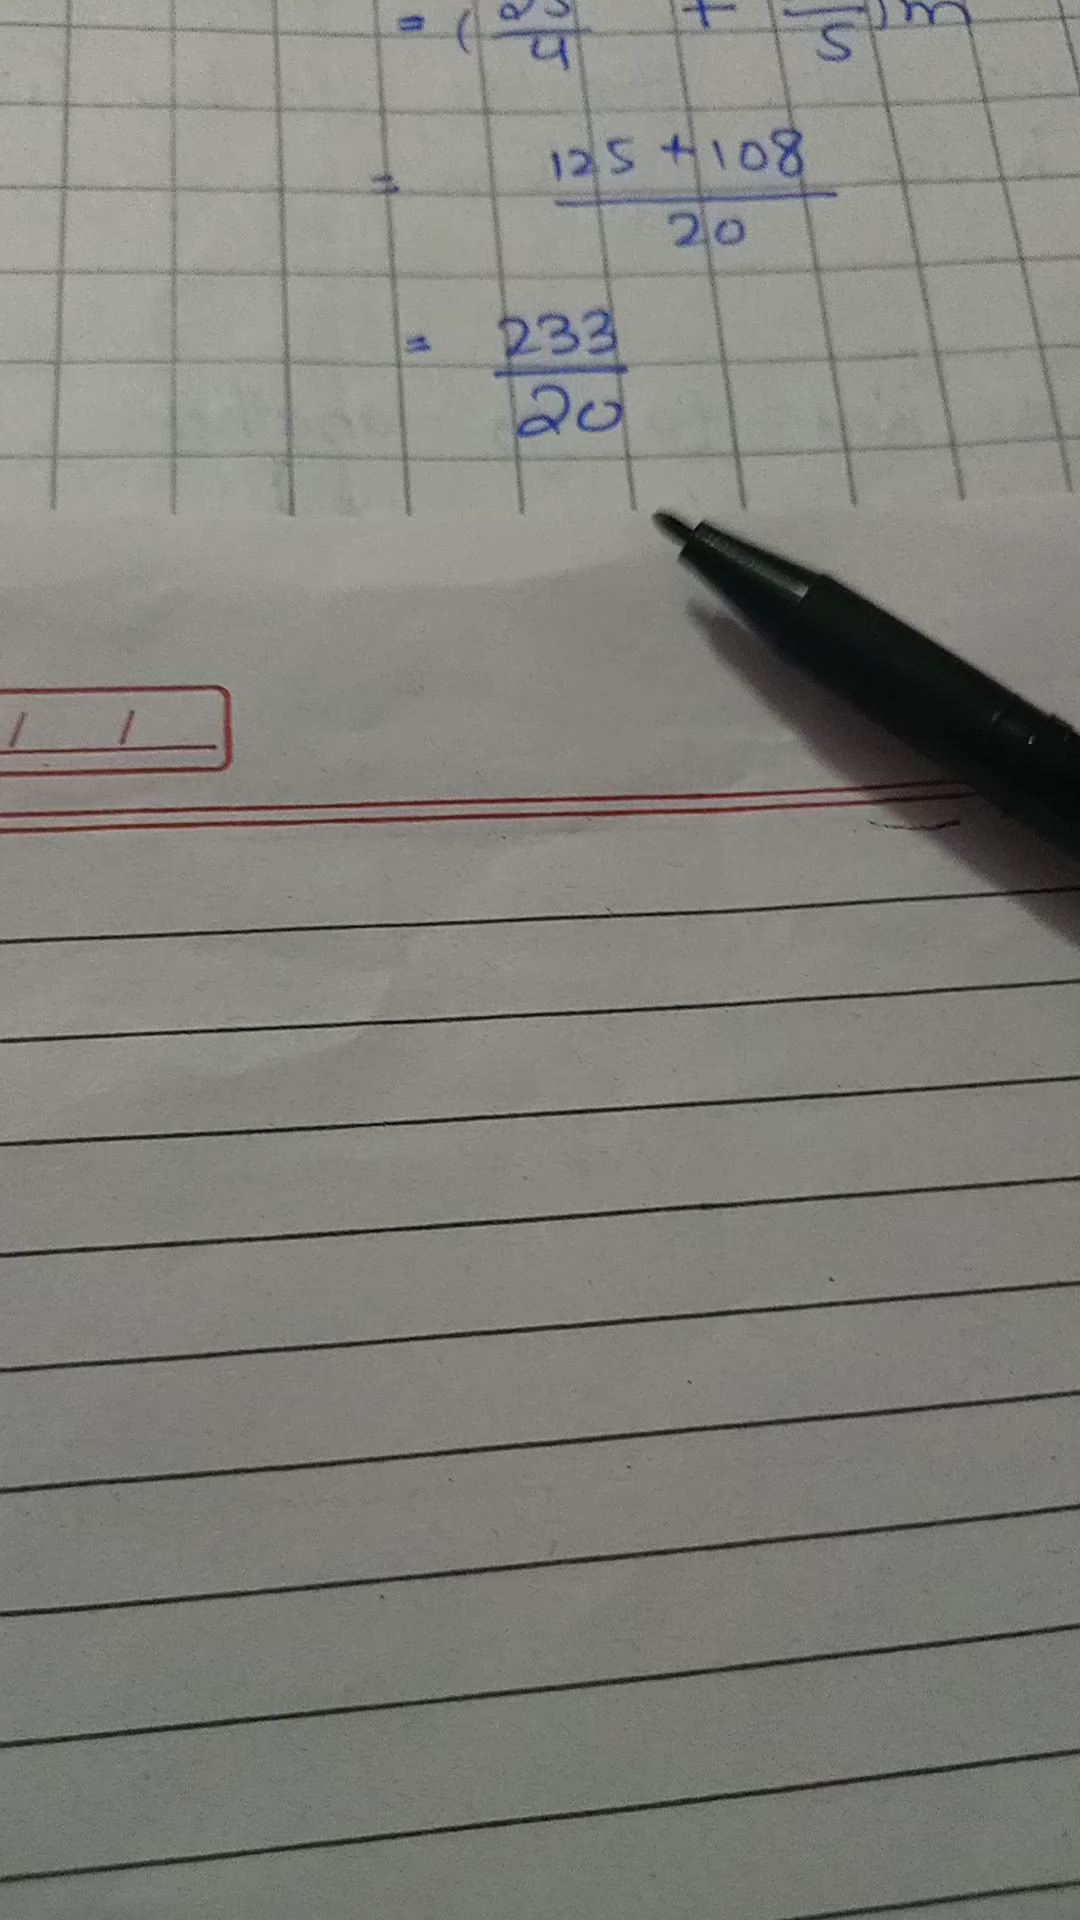 = ( 25/4 + /5 ) m
= 125 + 108 / 20
= 233 / 20
/ /